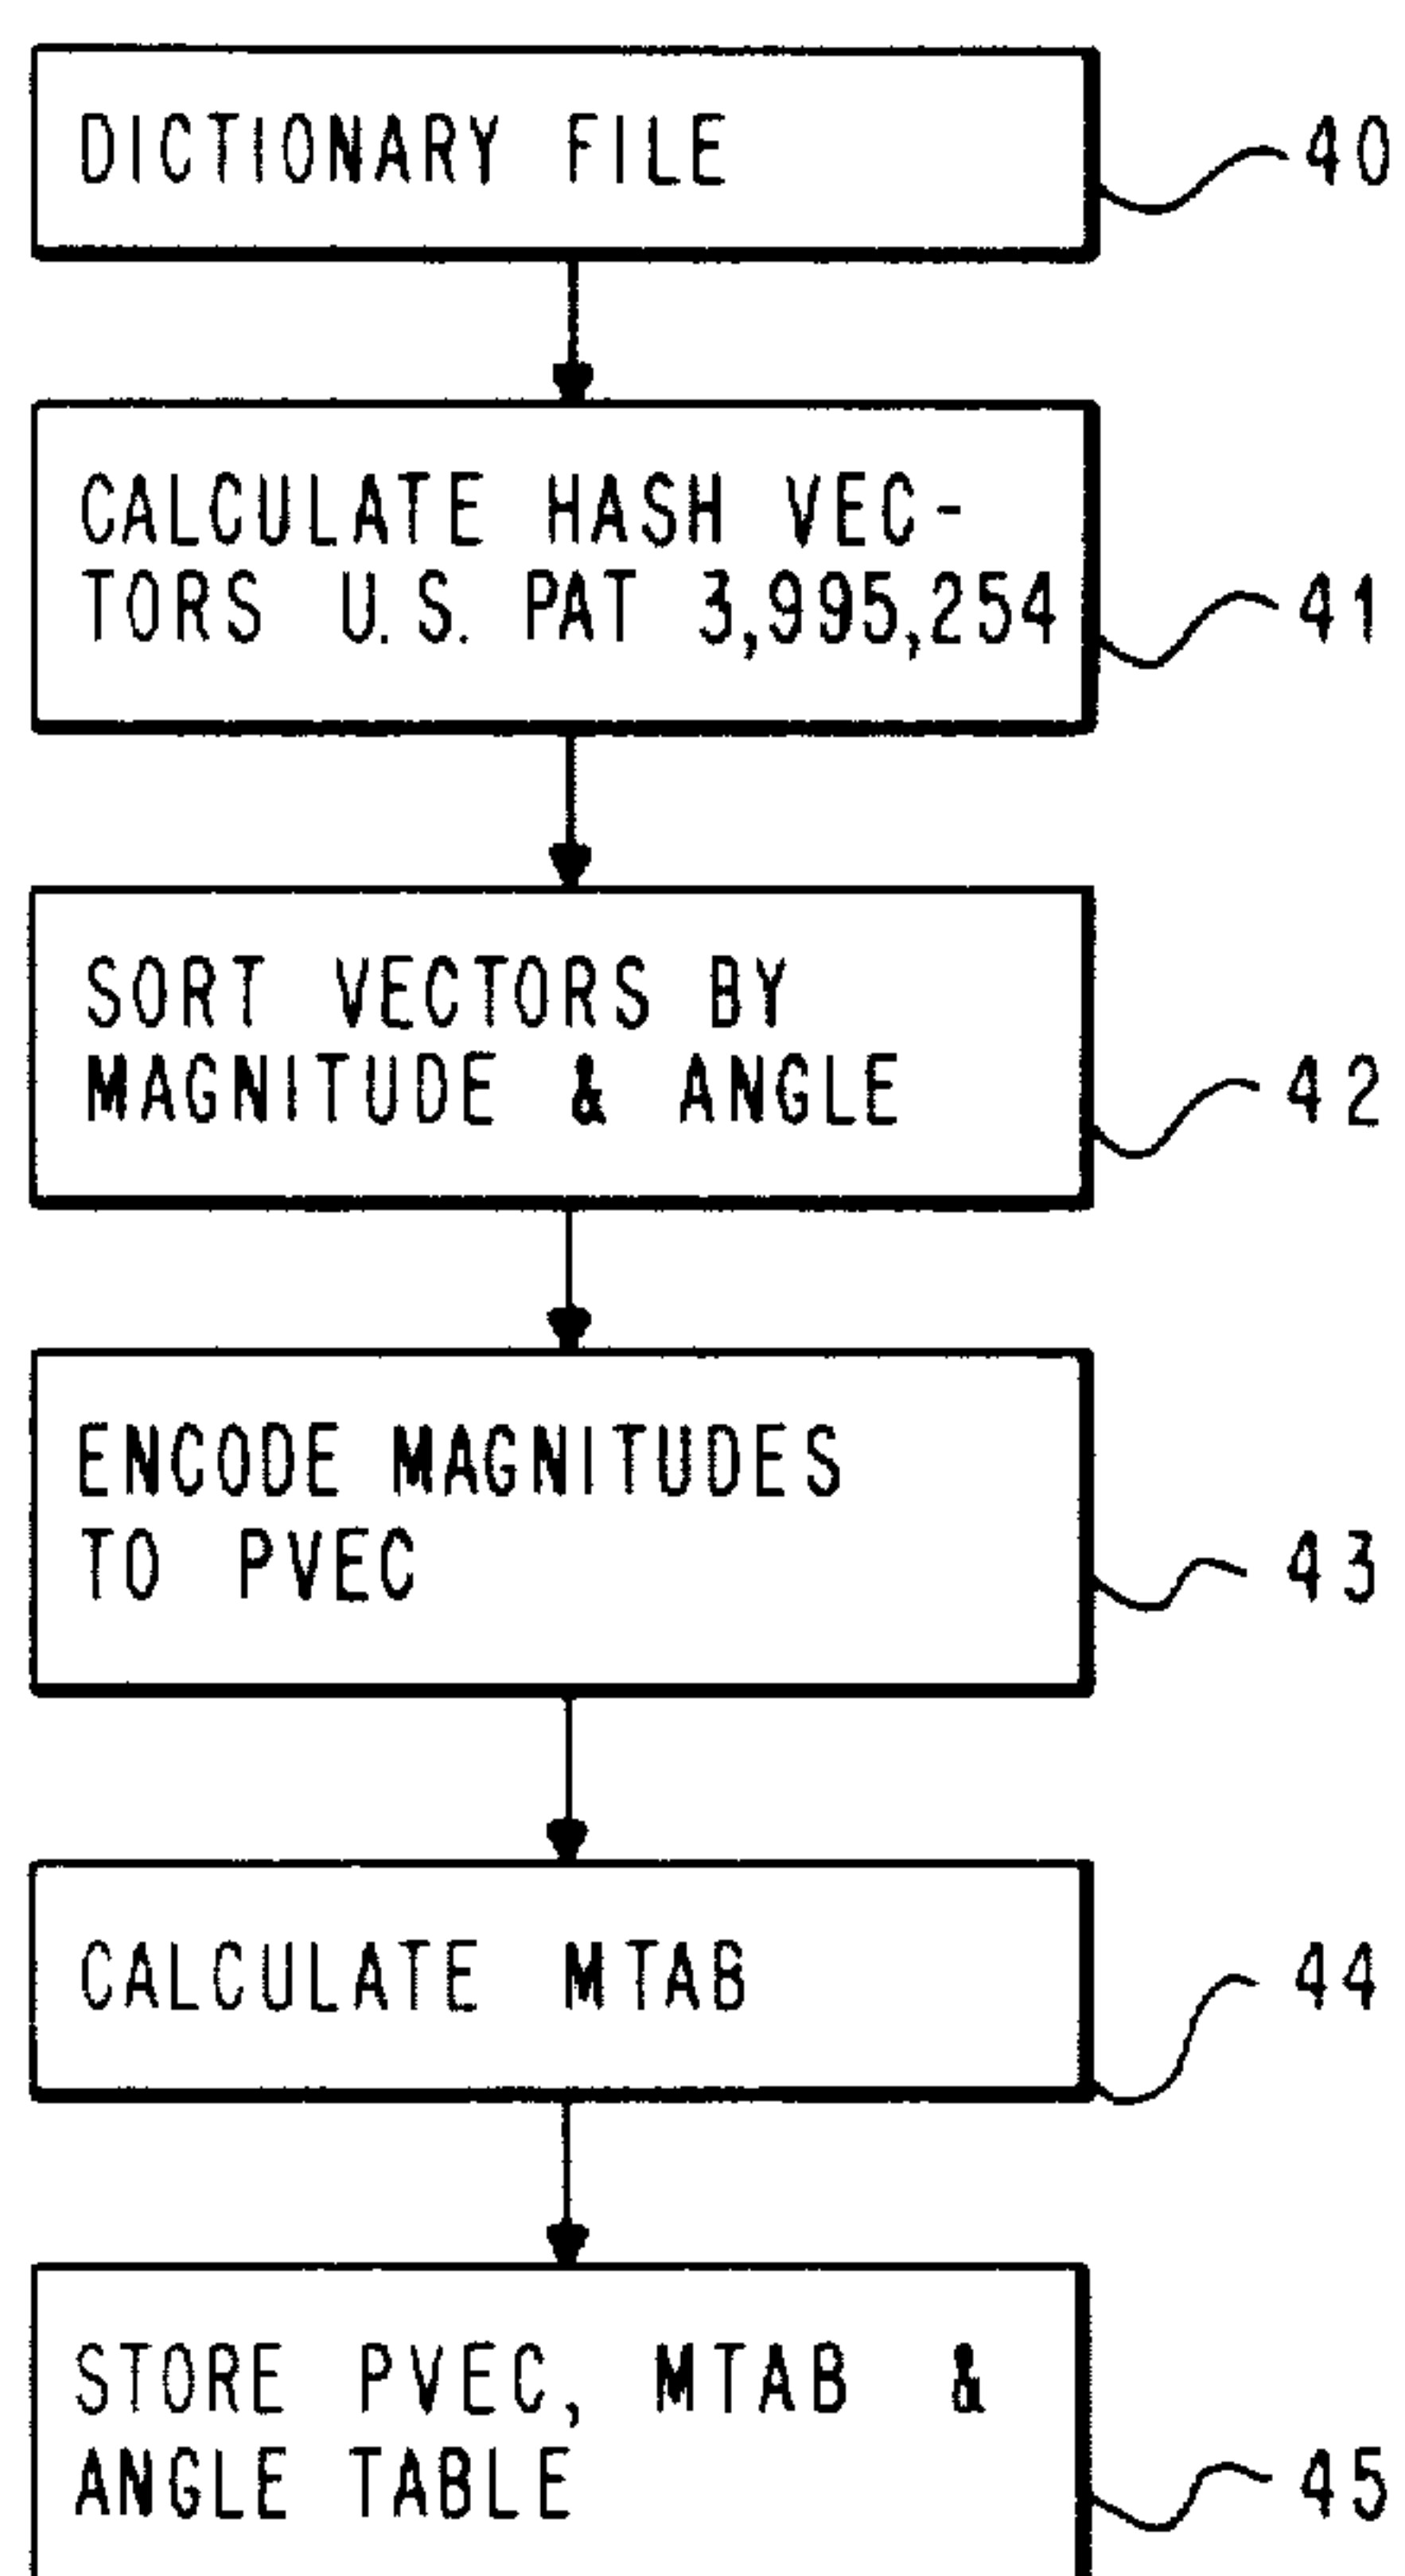 DICTIONARY FILE
40
CALCULATE HASH VEC-
TORS U.S. PAT 3,995,254
41
SORT VECTORS BY
MAGNITUDE & ANGLE
42
ENCODE MAGNITUDES
TO PVEC
43
CALCULATE MTAB
44
STORE PVEC, MTAB &
ANGLE TABLE
45